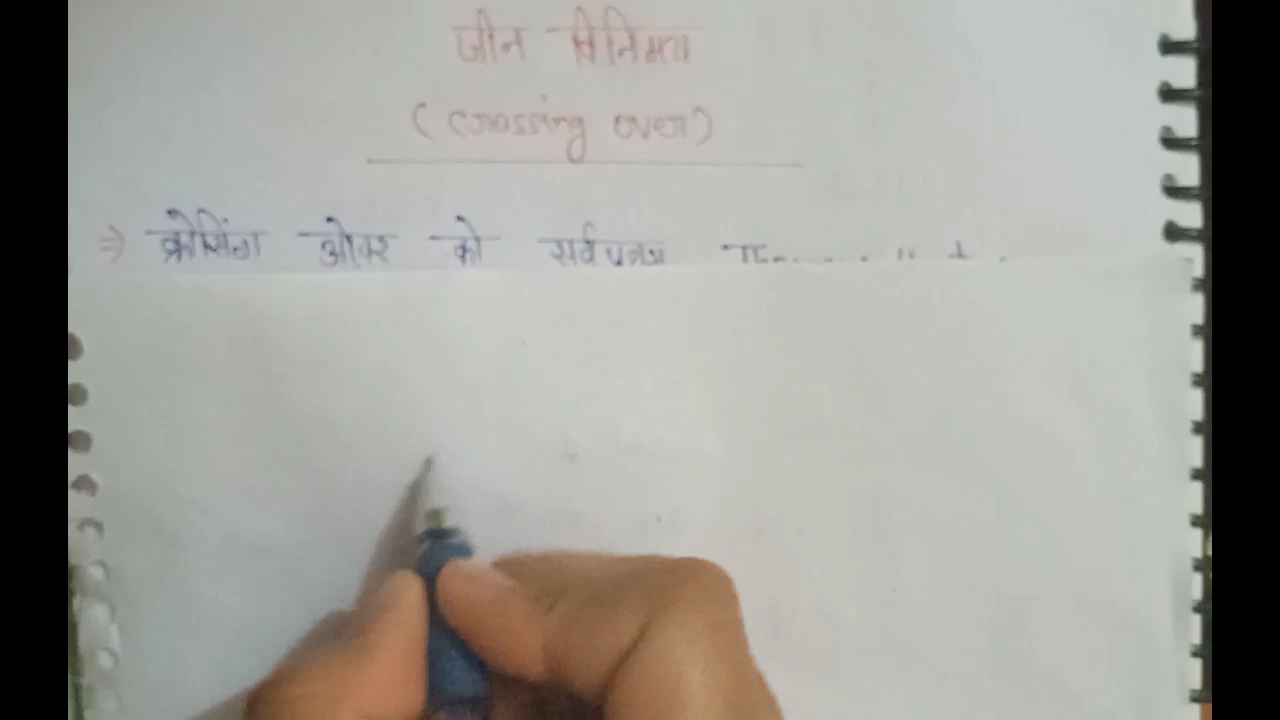 जीन विनिमय
(crossing over)
⇒ क्रोसिंग ओवर को सर्वप्रथम